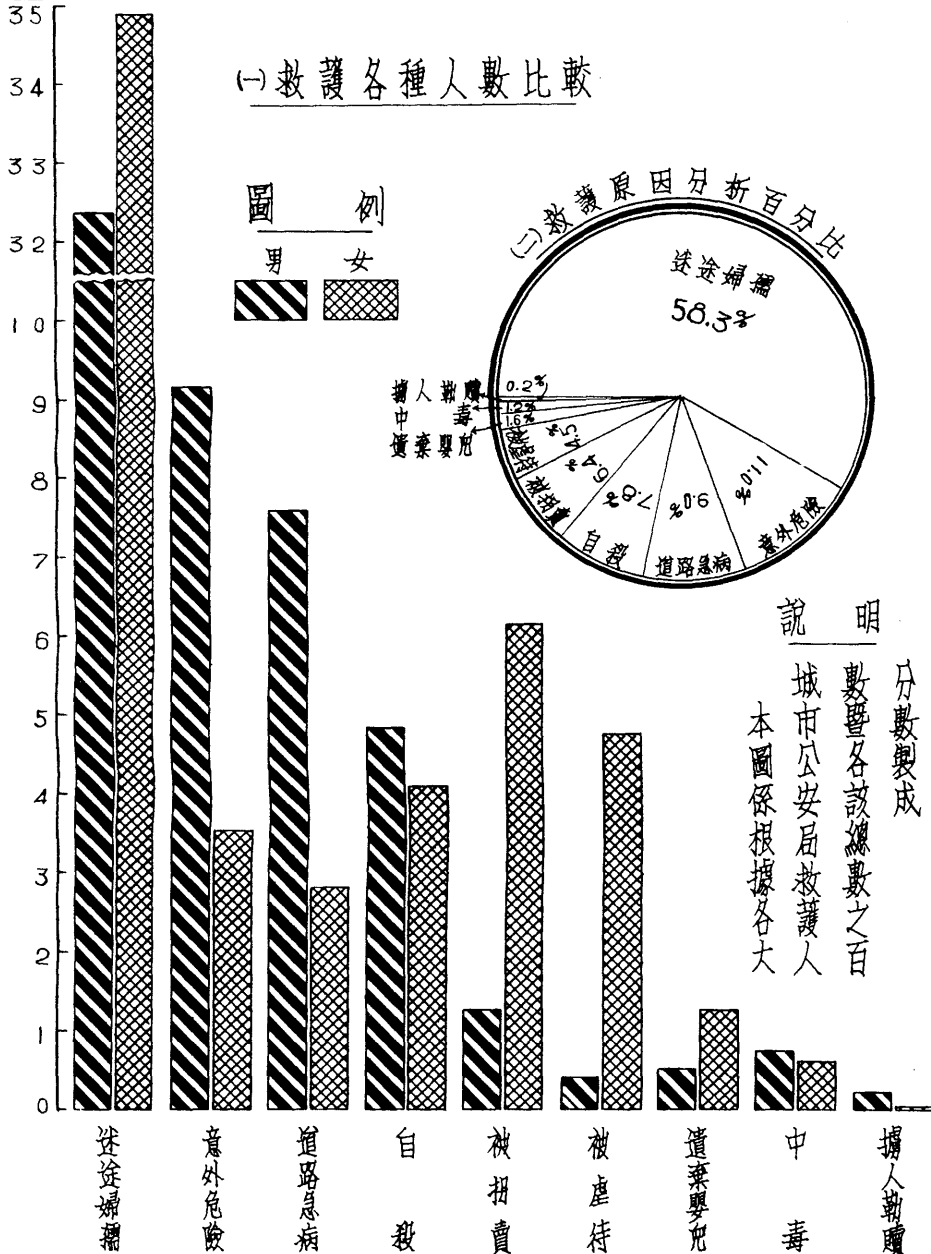 ㈠救護各種人數比較
圖例
男 女
35
34
33
32
10
9
8
7
6
5
4
3
2
1
0
迷途婦孺
意外危險
道路急病
自殺
被拐賣
被虐待
遺棄嬰兒
中毒
擄人勒贖
㈡救護原因分析百分比
迷途婦孺
58.3%
意外危險
11.0%
道路急病
9.0%
自殺
7.8%
被拐賣
被虐待
4.5%
遺棄嬰兒
1.6%
中毒
1.2%
擄人勒贖
0.2%
說明
本圖係根據各大
城市公安局救護人
數暨各該總數之百
分數製成